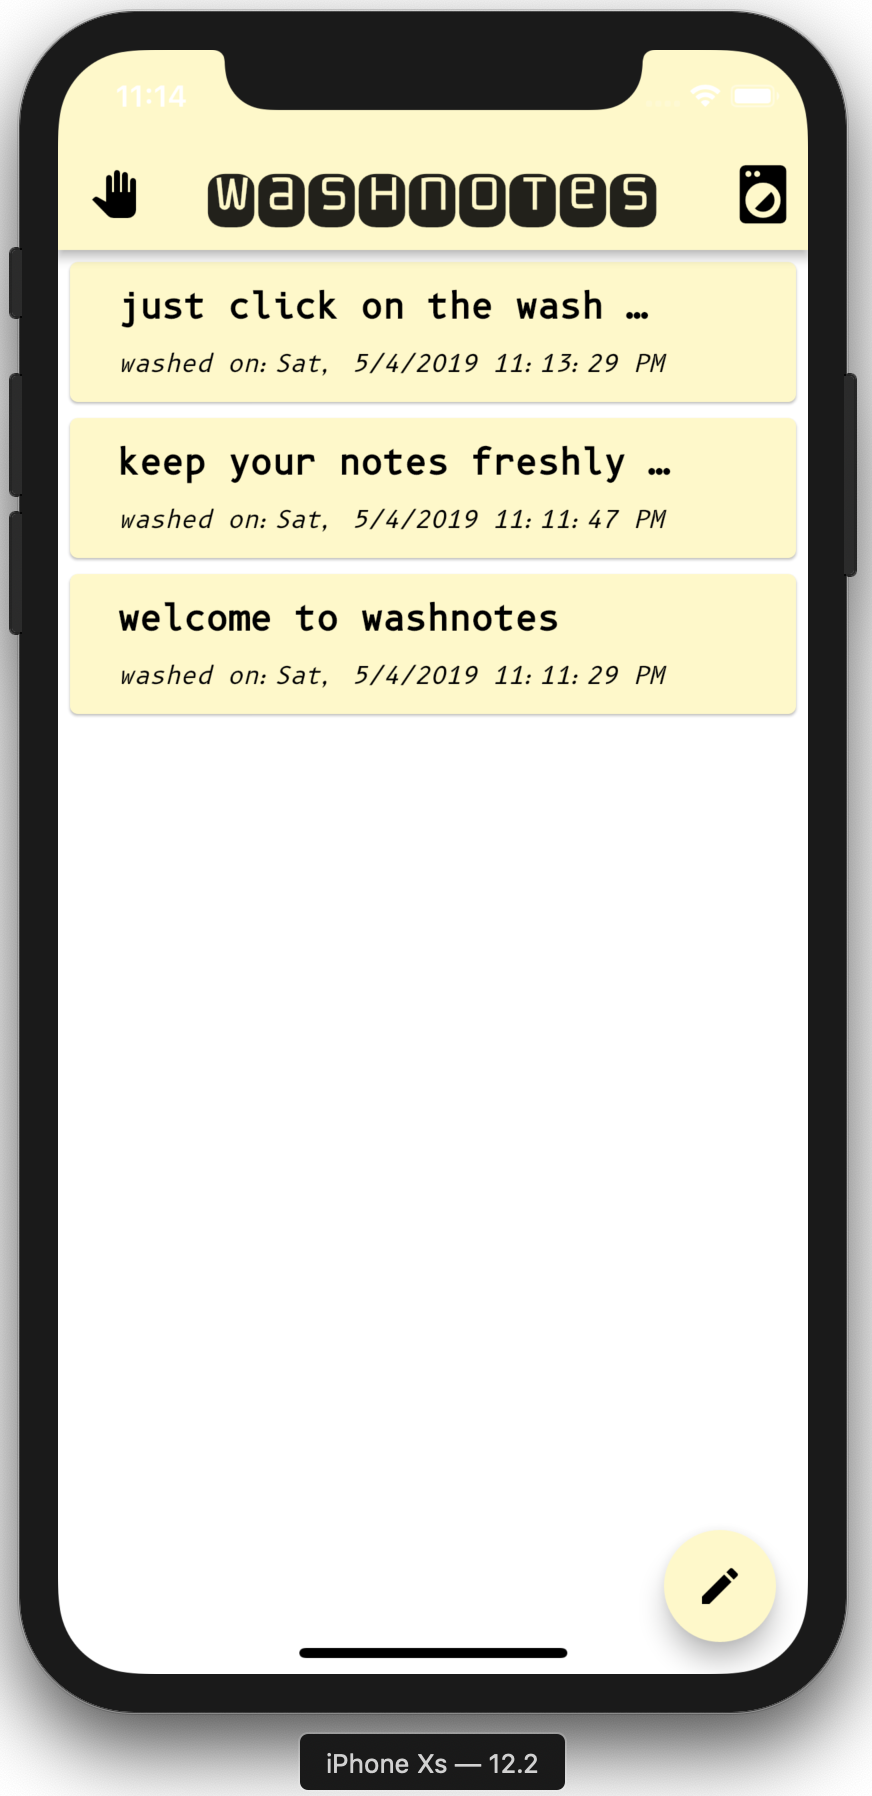 11:14
wasHnoTes
just click on the wash …
washed on: Sat, 5/4/2019 11:13:29 PM
keep your notes freshly …
washed on: Sat, 5/4/2019 11:11:47 PM
welcome to washnotes
washed on: Sat, 5/4/2019 11:11:29 PM
iPhone Xs — 12.2